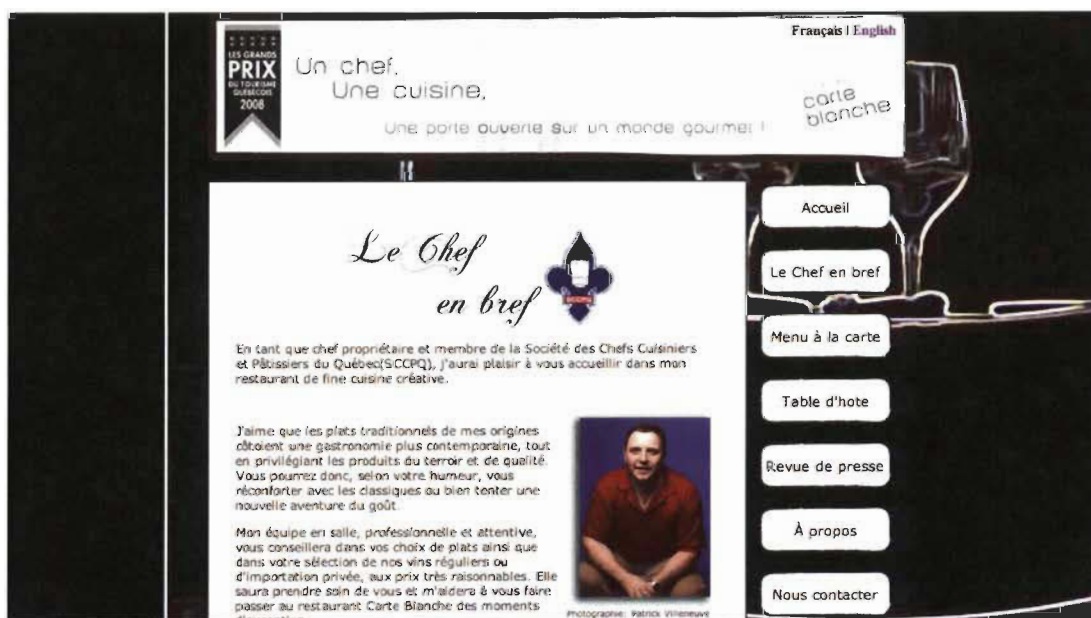 Français | English
LES GRANDS
PRIX
DU TOURISME
QUÉBÉCOIS
2008
Un chef,
Une cuisine,
Une porte ouverte sur un monde gourmet !
carte
blanche
Le Chef
en bref
SCCPQ
En tant que chef propriétaire et membre de la Société des Chefs Cuisiniers
et Pâtissiers du Québec(SCCPQ), j'aurai plaisir à vous accueillir dans mon
restaurant de fine cuisine créative.
J'aime que les plats traditionnels de mes origines
côtoient une gastronomie plus contemporaine, tout
en privilégiant les produits du terroir et de qualité.
Vous pourrez donc, selon votre humeur, vous
réconforter avec les classiques ou bien tenter une
nouvelle aventure du goût.
Mon équipe en salle, professionnelle et attentive,
vous conseillera dans vos choix de plats ainsi que
dans votre sélection de nos vins réguliers ou
d'importation privée, aux prix très raisonnables. Elle
saura prendre soin de vous et m'aidera à vous faire
passer au restaurant Carte Blanche des moments
Photographie: Patrick Villeneuve
Accueil
Le Chef en bref
Menu à la carte
Table d'hote
Revue de presse
À propos
Nous contacter